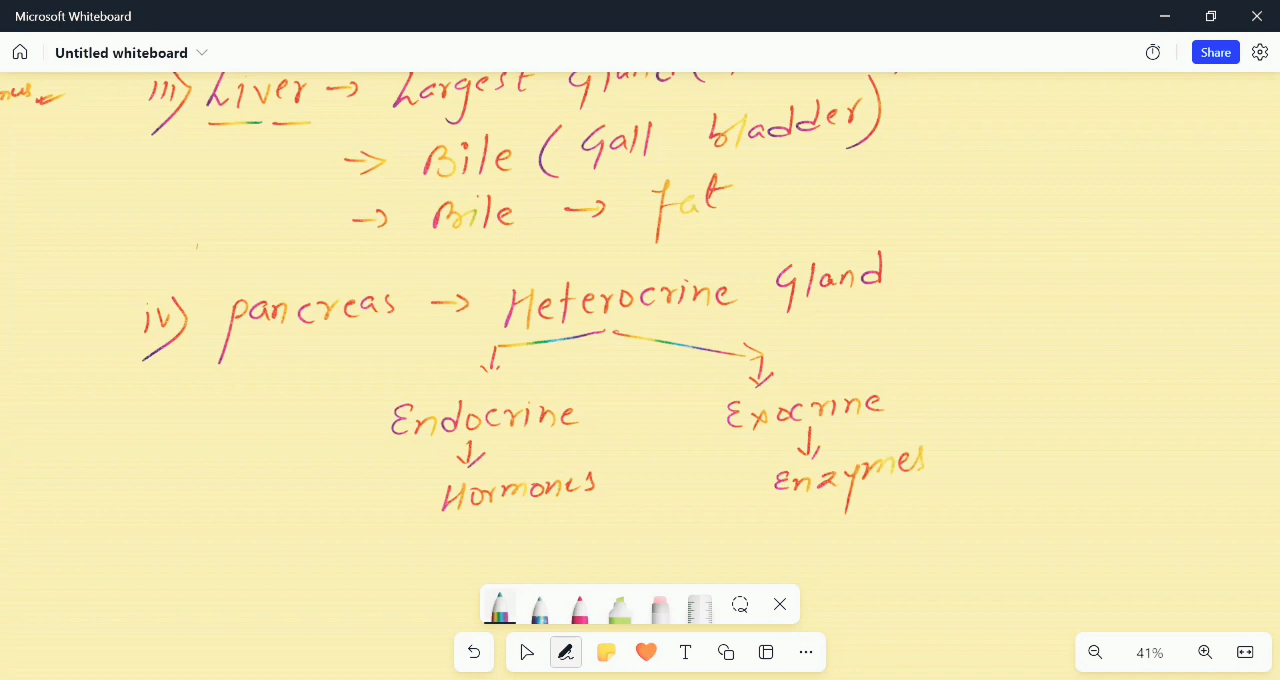 Microsoft Whiteboard
Untitled whiteboard
Share
iii) Liver → Largest Gland (
→ Bile (Gall bladder)
→ Bile → fat
iv) Pancreas → Heterocrine Gland
Endocrine Exocrine
Hormones Enzymes
T
41%